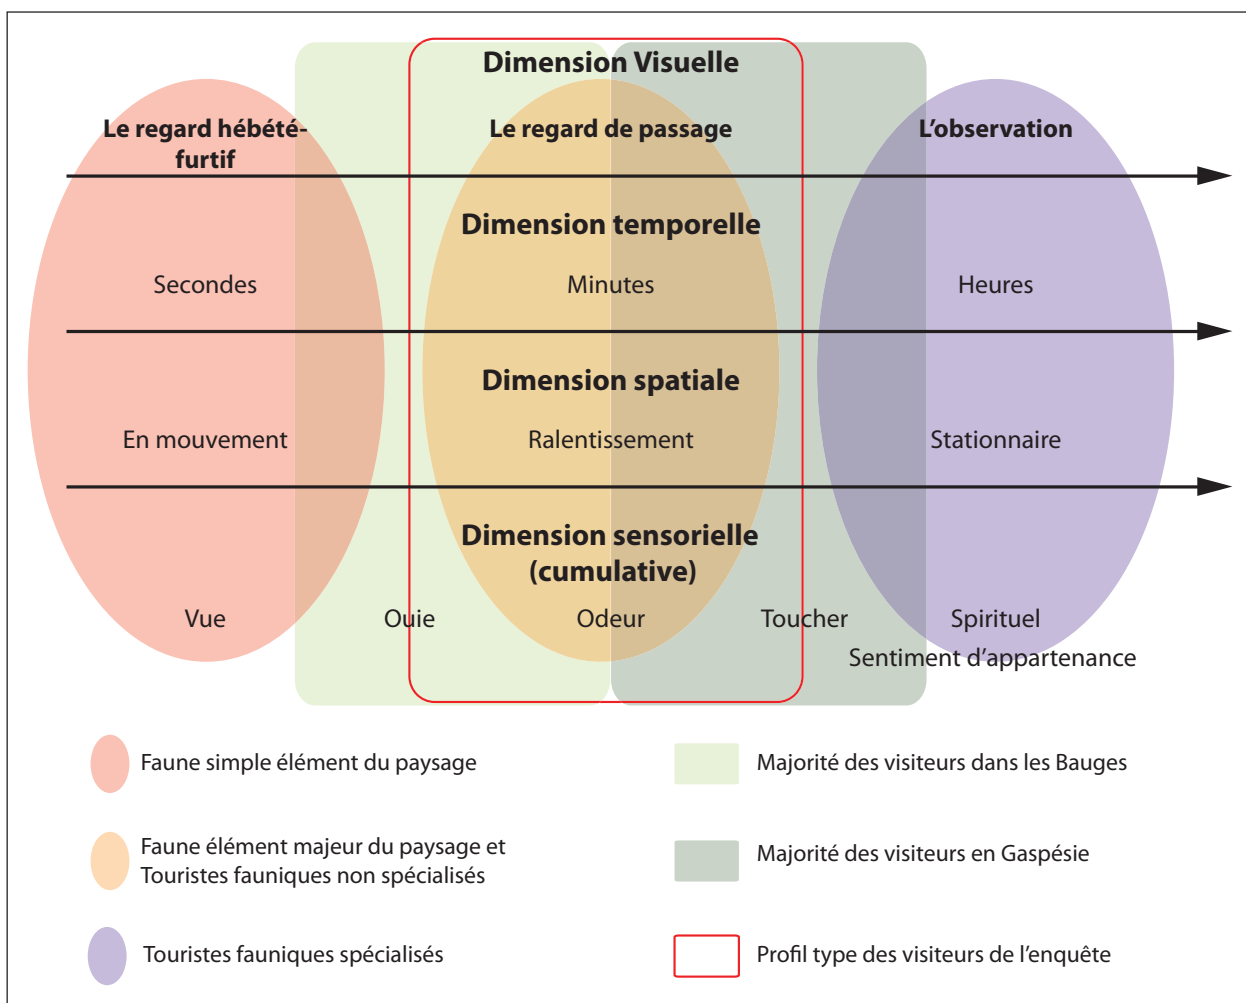 Dimension Visuelle
Le regard hébété-
furtif
Le regard de passage
L'observation
Dimension temporelle
Secondes
Minutes
Heures
Dimension spatiale
En mouvement
Ralentissement
Stationnaire
Dimension sensorielle
(cumulative)
Vue
Ouie
Odeur
Toucher
Spirituel
Sentiment d'appartenance
Faune simple élément du paysage
Majorité des visiteurs dans les Bauges
Faune élément majeur du paysage et
Touristes fauniques non spécialisés
Majorité des visiteurs en Gaspésie
Touristes fauniques spécialisés
Profil type des visiteurs de l'enquête